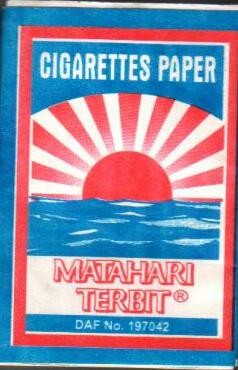 CIGARETTES PAPER
MATAHARI
TERBIT®
DAF No. 197042